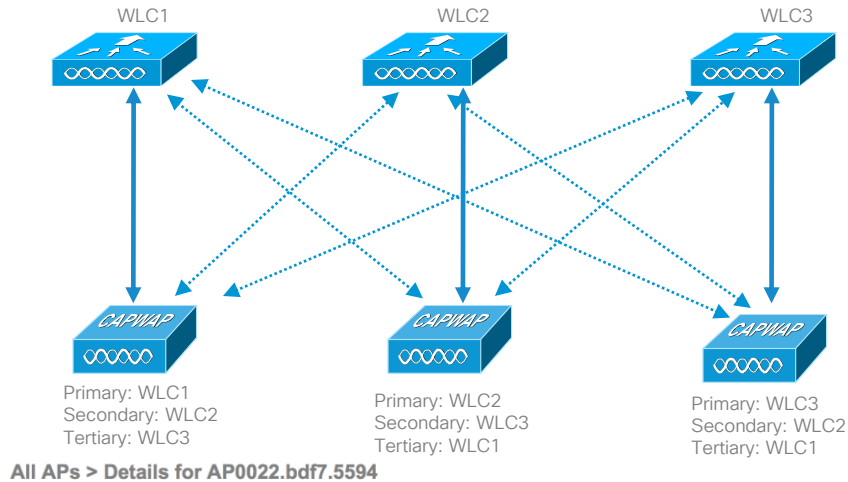 WLC1
WLC2
WLC3
CAPWAP
CAPWAP
CAPWAP
Primary: WLC1
Secondary: WLC2
Tertiary: WLC3
Primary: WLC2
Secondary: WLC3
Tertiary: WLC1
Primary: WLC3
Secondary: WLC2
Tertiary: WLC1
All APs > Details for AP0022.bdf7.5594